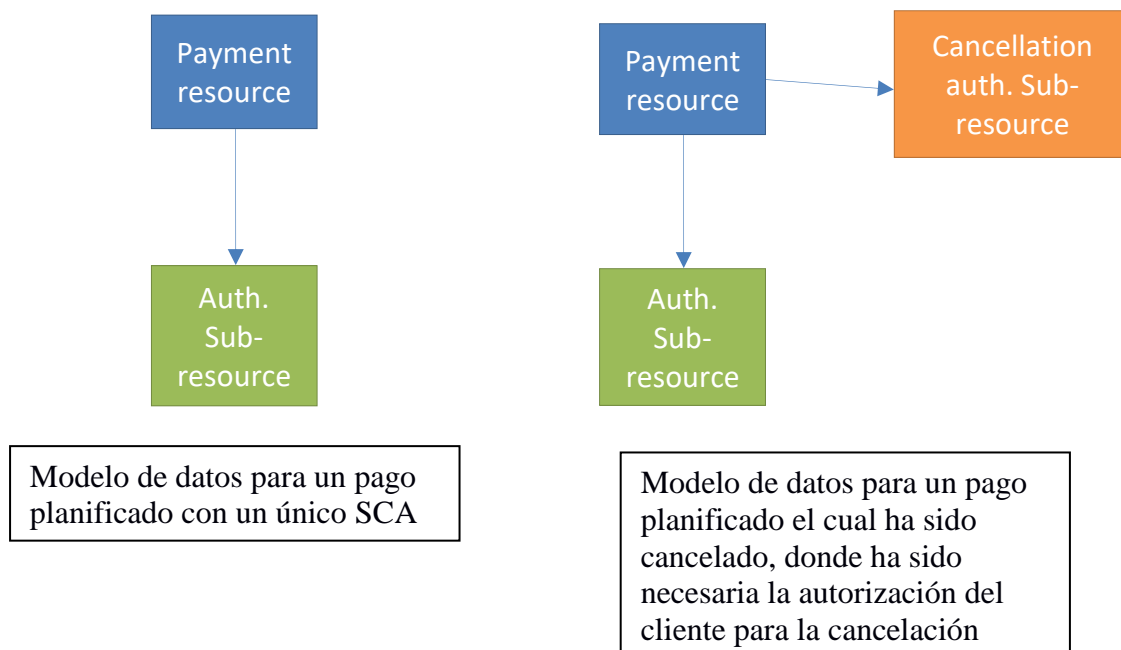 Payment
resource
Auth.
Sub-
resource
Modelo de datos para un pago
planificado con un único SCA
Payment
resource
Cancellation
auth. Sub-
resource
Auth.
Sub-
resource
Modelo de datos para un pago
planificado el cual ha sido
cancelado, donde ha sido
necesaria la autorización del
cliente para la cancelación